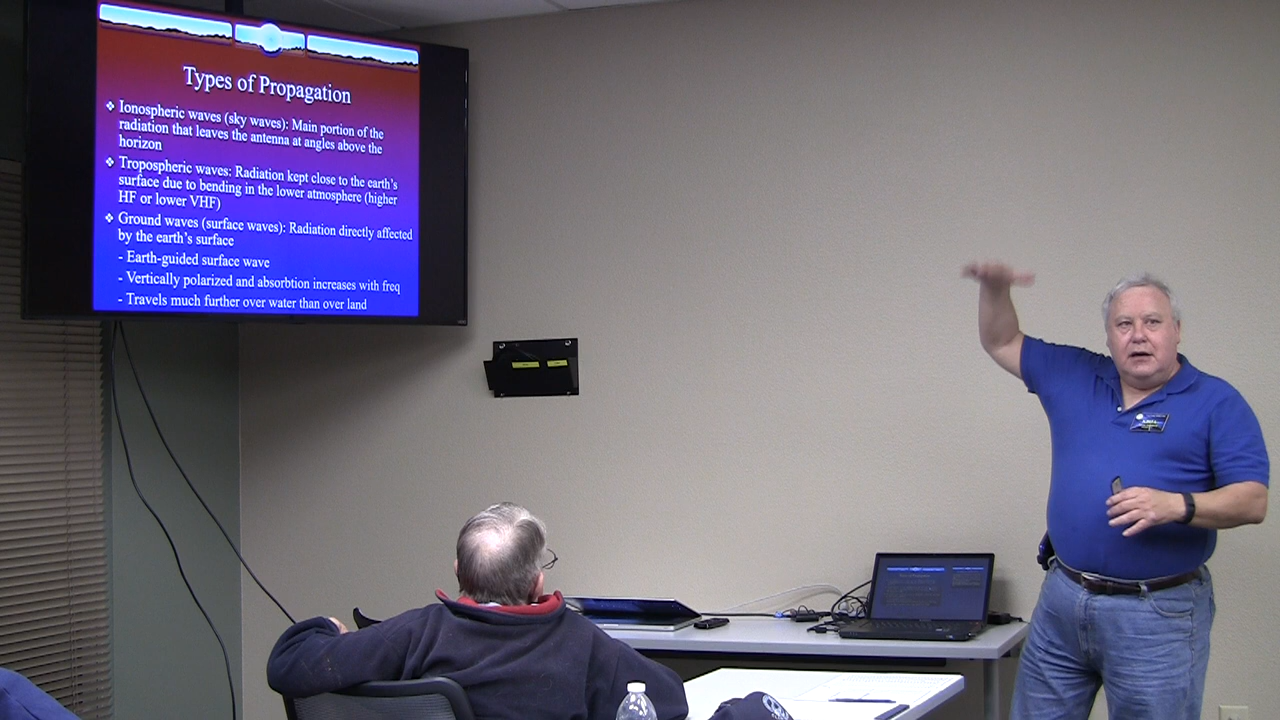 Types of Propagation
❖ Ionospheric waves (sky waves): Main portion of the
radiation that leaves the antenna at angles above the
horizon
❖ Tropospheric waves: Radiation kept close to the earth's
surface due to bending in the lower atmosphere (higher
HF or lower VHF)
❖ Ground waves (surface waves): Radiation directly affected
by the earth's surface
- Earth-guided surface wave
- Vertically polarized and absorbtion increases with freq
- Travels much further over water than over land